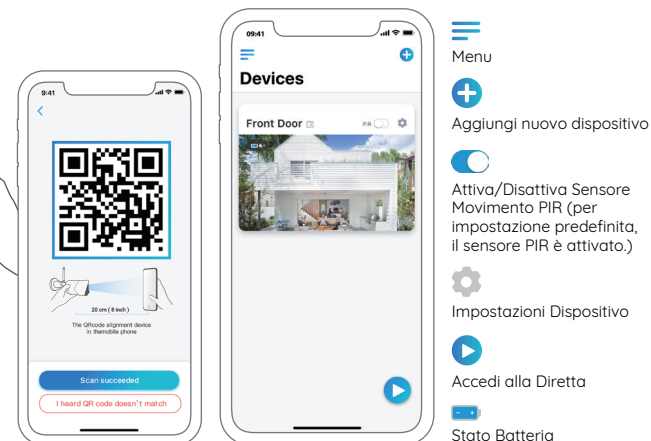 9:41
20 cm ( 8 inch )
The QRcode alignment device
in themobile phone
Scan succeeded
I heard QR code doesn't match
09:41
Devices
Front Door
PIR
Menu
Aggiungi nuovo dispositivo
Attiva/Disattiva Sensore
Movimento PIR (per
impostazione predefinita,
il sensore PIR è attivato.)
Impostazioni Dispositivo
Accedi alla Diretta
Stato Batteria